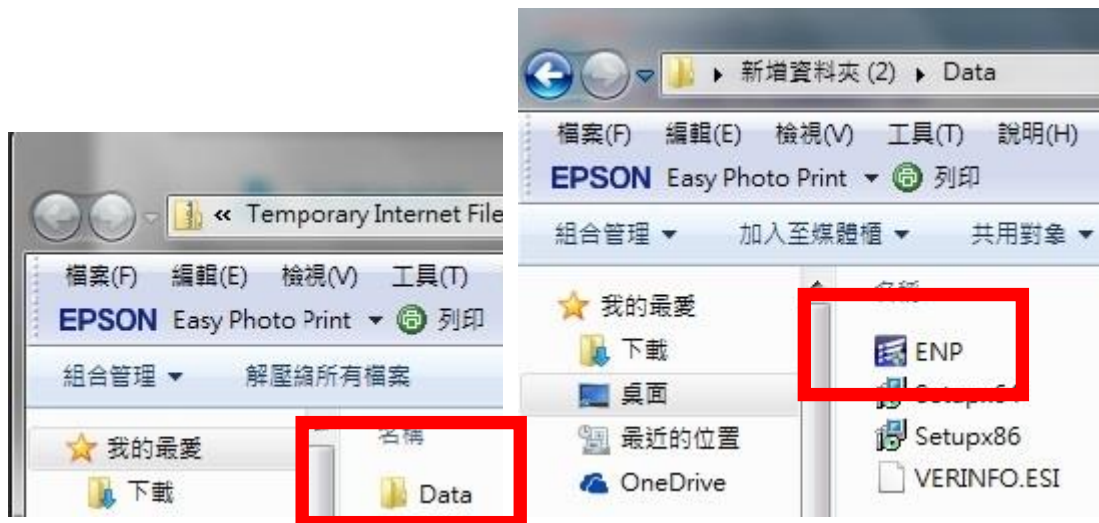 « Temporary Internet File
檔案(F) 編輯(E) 檢視(V) 工具(T)
EPSON Easy Photo Print 列印
組合管理 解壓縮所有檔案
我的最愛
下載
名稱
Data
新增資料夾 (2) Data
檔案(F) 編輯(E) 檢視(V) 工具(T) 說明(H)
EPSON Easy Photo Print 列印
組合管理 加入至媒體櫃 共用對象
我的最愛
下載
桌面
最近的位置
OneDrive
名稱
ENP
Setupx64
Setupx86
VERINFO.ESI